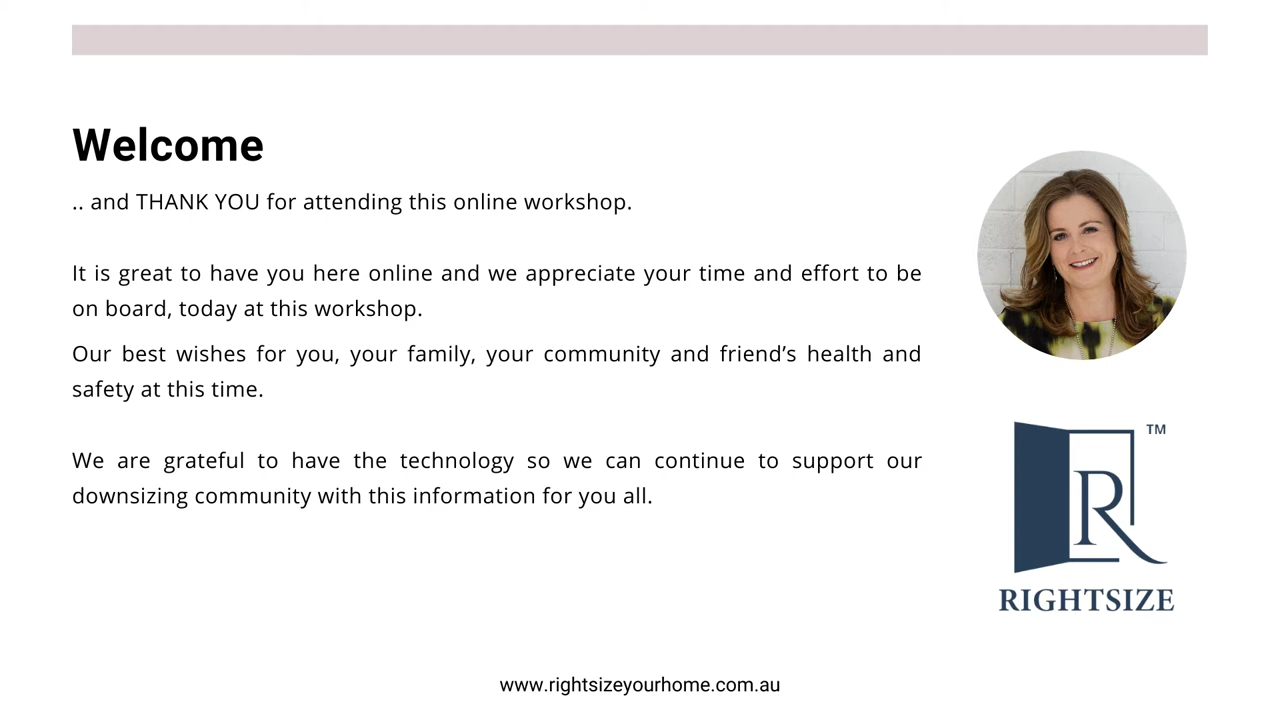 Welcome
.. and THANK YOU for attending this online workshop.
It is great to have you here online and we appreciate your time and effort to be
on board, today at this workshop.
Our best wishes for you, your family, your community and friend’s health and
safety at this time.
We are grateful to have the technology so we can continue to support our
downsizing community with this information for you all.
TM
R
RIGHTSIZE
www.rightsizeyourhome.com.au